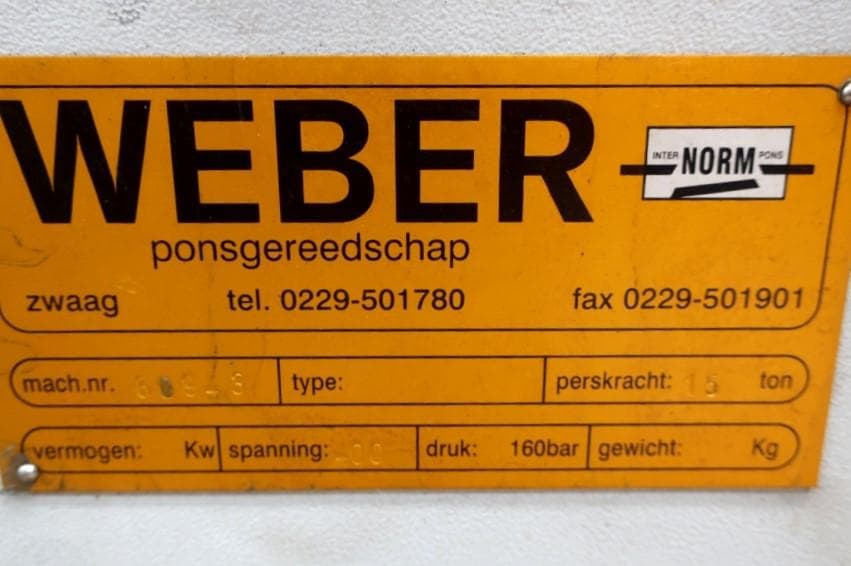 WEBER
INTER NORM PONS
ponsgereedschap
zwaag tel. 0229-501780 fax 0229-501901
mach.nr. type: perskracht: 15 ton
vermogen: Kw spanning: druk: 160bar gewicht: Kg